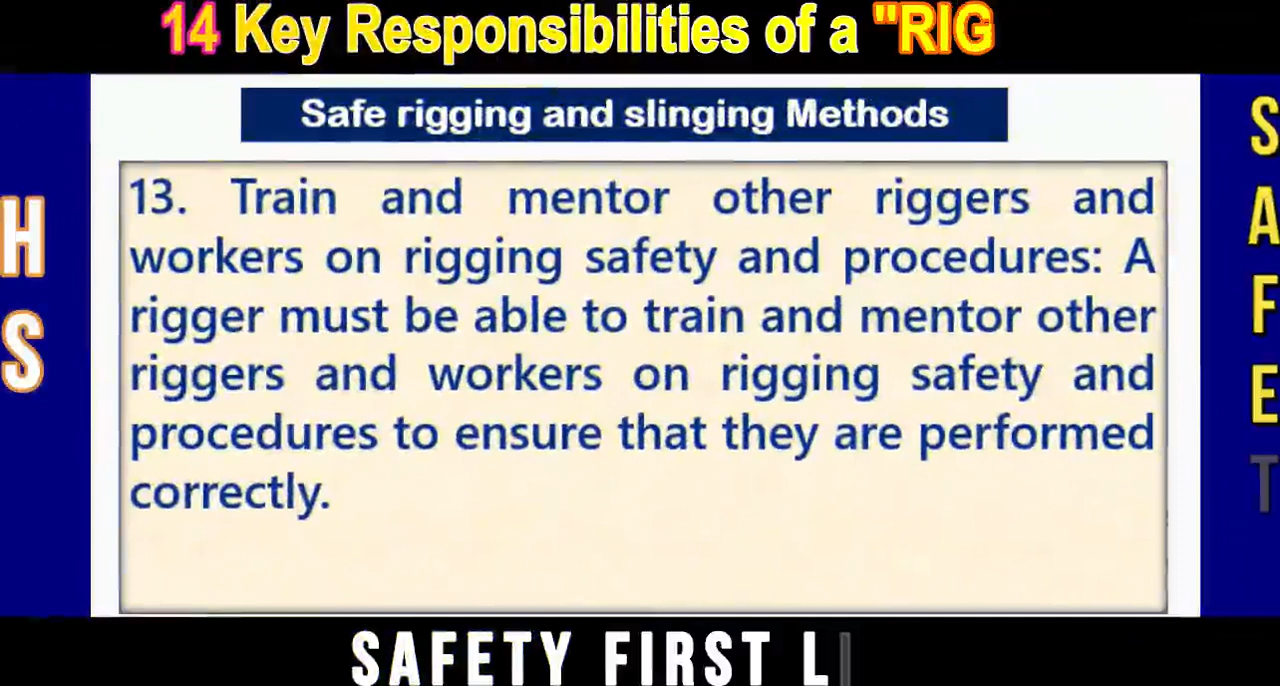 14 Key Responsibilities of a "RIG
Safe rigging and slinging Methods
13. Train and mentor other riggers and
workers on rigging safety and procedures: A
rigger must be able to train and mentor other
riggers and workers on rigging safety and
procedures to ensure that they are performed
correctly.
H
S
S
A
F
E
T
SAFETY FIRST L